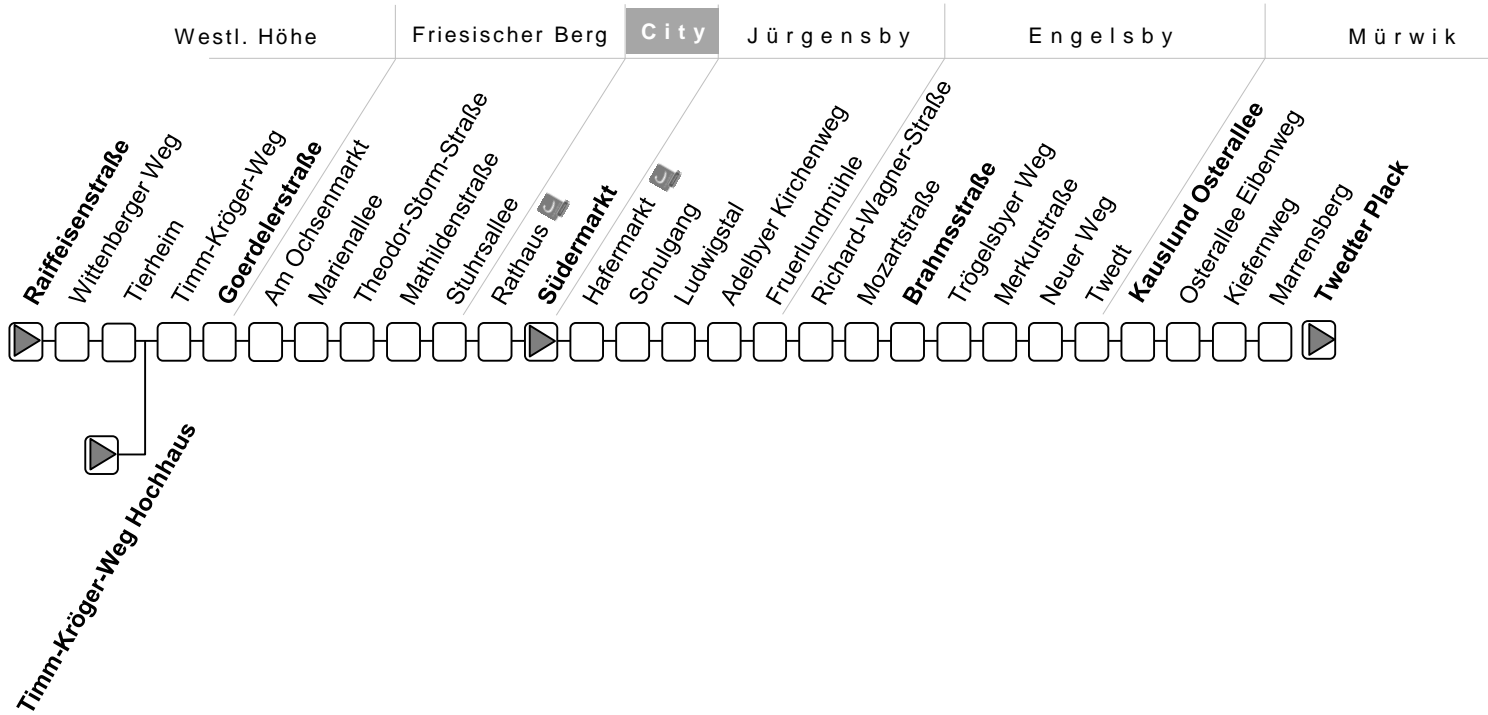 Westl. Höhe
Friesischer Berg
City
Jürgensby
Engelsby
Mürwik
Raiffeisenstraße
Wittenberger Weg
Tierheim
Timm-Kröger-Weg
Goerdelerstraße
Am Ochsenmarkt
Marienallee
Theodor-Storm-Straße
Mathildenstraße
Stuhrsallee
Rathaus
Südermarkt
Hafermarkt
Schulgang
Ludwigstal
Adelbyer Kirchenweg
Fruerlundmühle
Richard-Wagner-Straße
Mozartstraße
Brahmsstraße
Trögelsbyer Weg
Merkurstraße
Neuer Weg
Twedt
Kauslund Osterallee
Osterallee Eibenweg
Kiefernweg
Marrensberg
Twedter Plack
Timm-Kröger-Weg Hochhaus